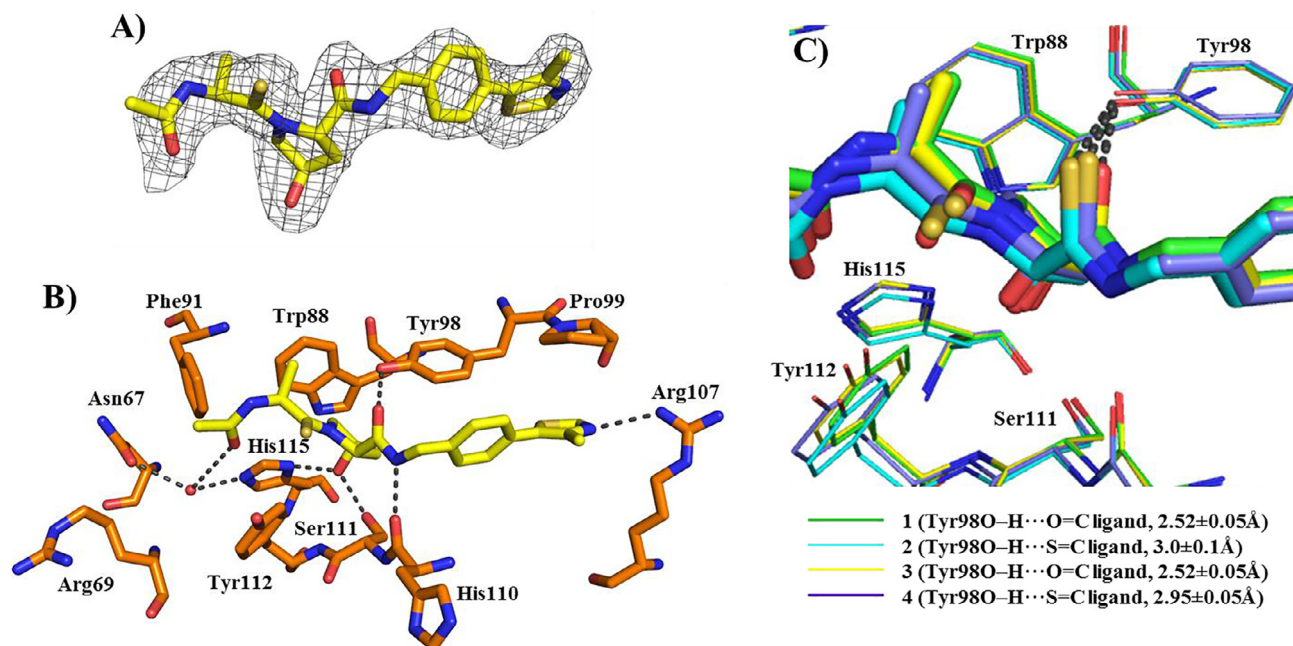 A)
B)
Phe91
Trp88
Tyr98
Pro99
Asn67
Arg107
His115
Ser111
Arg69
Tyr112
His110
C)
Trp88
Tyr98
His115
Tyr112
Ser111
1 (Tyr98O–H···O=C ligand, 2.52±0.05Å)
2 (Tyr98O–H···S=C ligand, 3.0±0.1Å)
3 (Tyr98O–H···O=C ligand, 2.52±0.05Å)
4 (Tyr98O–H···S=C ligand, 2.95±0.05Å)